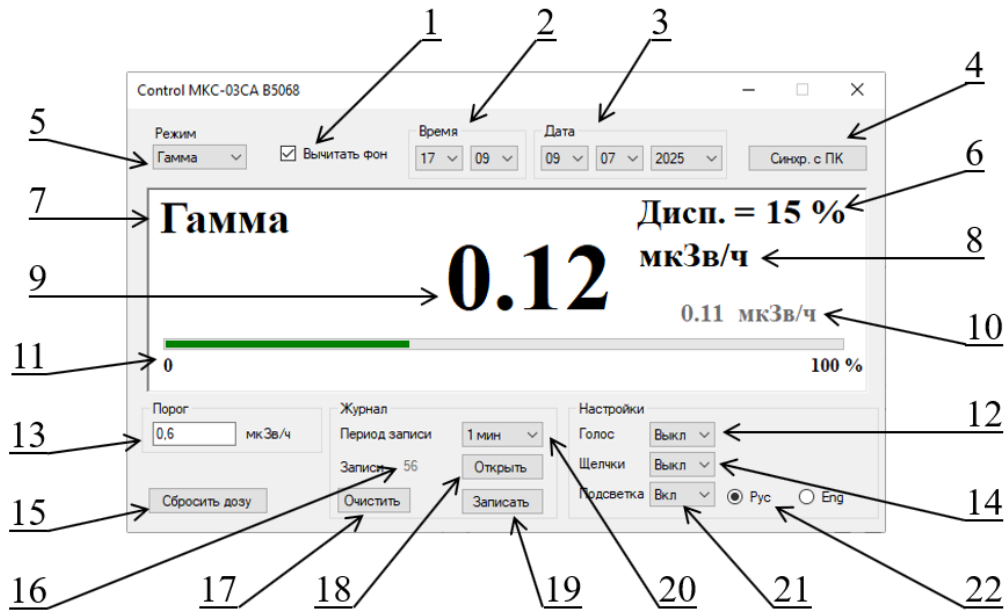 1 2 3
4
Control МКС-03СА B5068
5
Режим
Гамма
Вычитать фон
Время
17 09
Дата
09 07 2025
Синхр. с ПК
6
7
Гамма
Дисп. = 15 %
мкЗв/ч
8
9
0.12
0.11 мкЗв/ч
10
11
0 100 %
12
13
Порог
0,6 мкЗв/ч
Журнал
Период записи 1 мин
Записи 56 Открыть
Очистить Записать
Настройки
Голос Выкл
Щелчки Выкл
Подсветка Вкл Рус Eng
14
15
Сбросить дозу
16 17 18 19 20 21 22